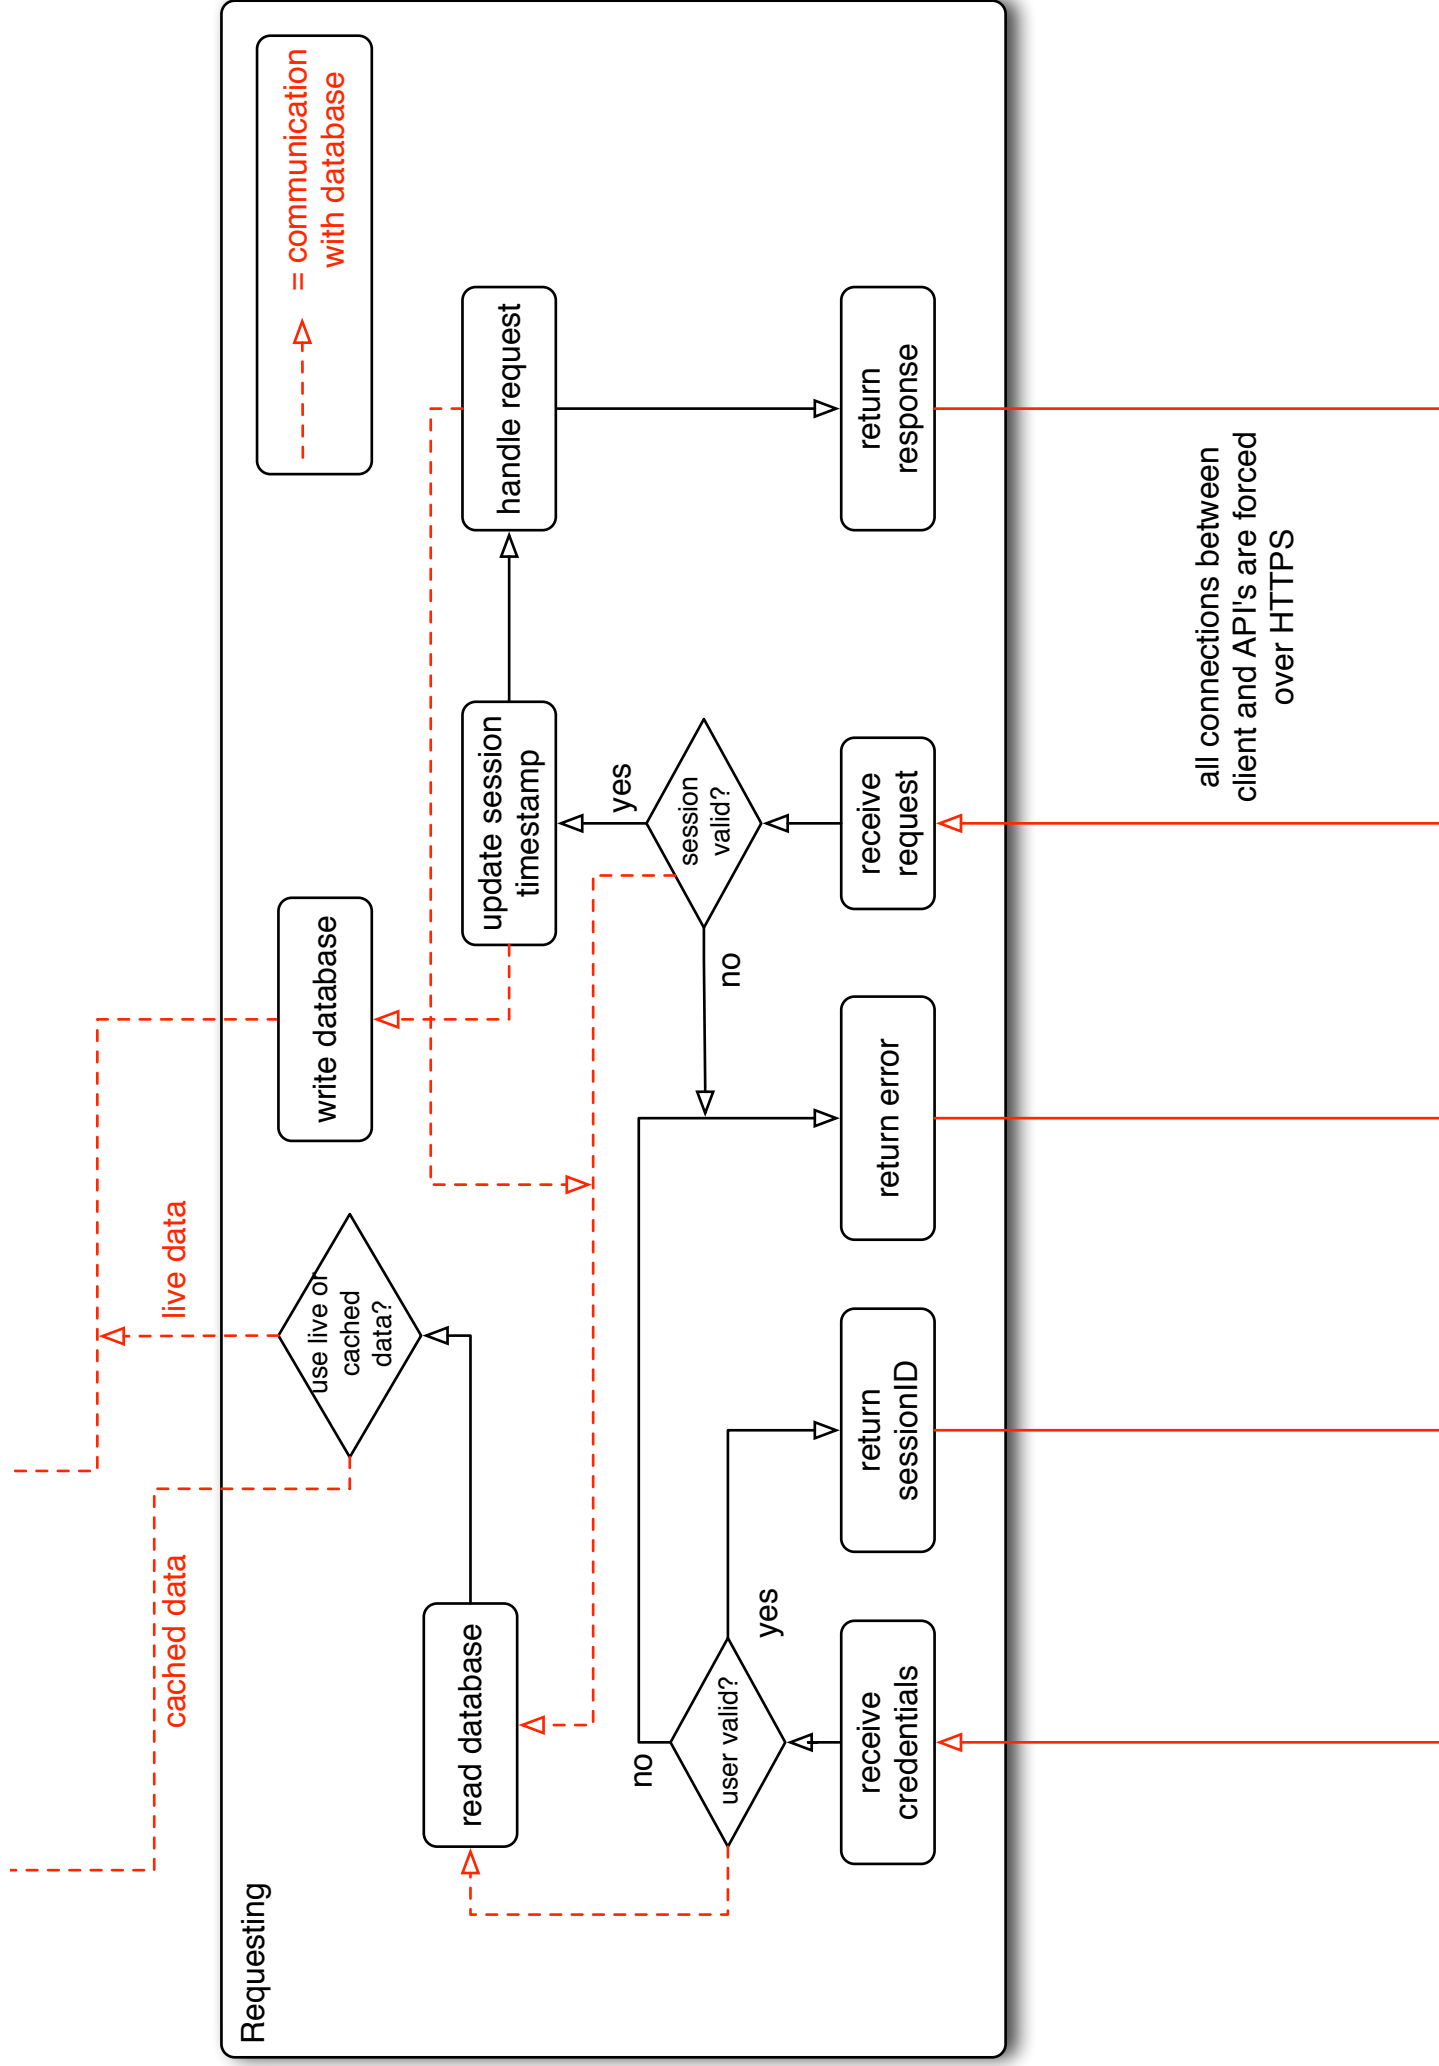 cached data
live data
Requesting
= communication
with database
use live or
cached
data?
write database
read database
update session
timestamp
handle request
no
user valid?
yes
yes
session
valid?
no
receive
credentials
return
sessionID
return error
receive
request
return
response
all connections between
client and API's are forced
over HTTPS